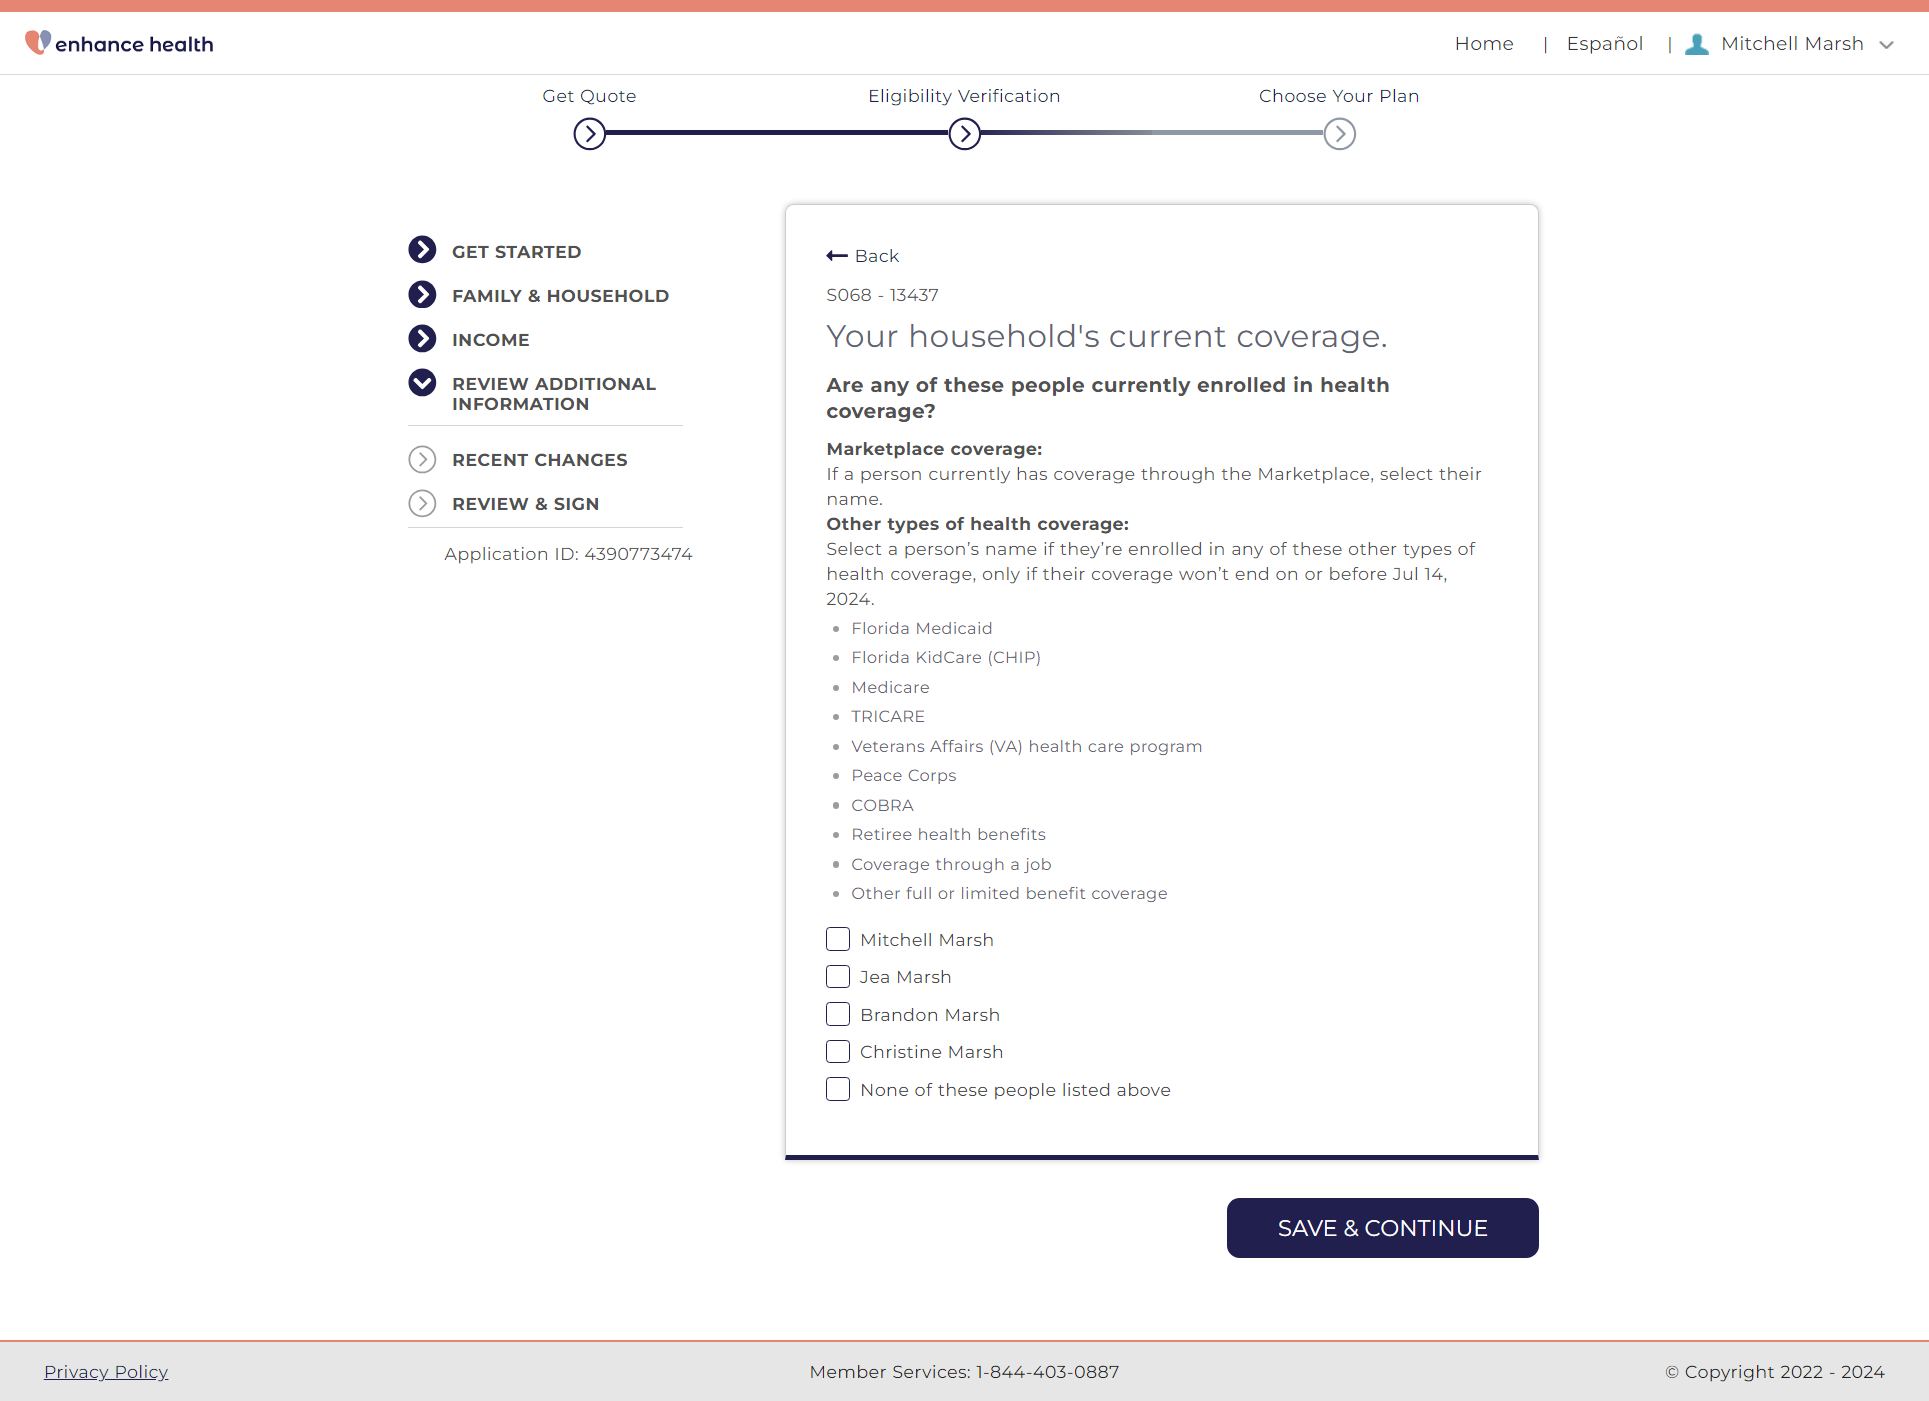 enhance health
Home | Español | Mitchell Marsh
Get Quote
Eligibility Verification
Choose Your Plan
GET STARTED
FAMILY & HOUSEHOLD
INCOME
REVIEW ADDITIONAL
INFORMATION
RECENT CHANGES
REVIEW & SIGN
Application ID: 4390773474
Back
S068 - 13437
Your household's current coverage.
Are any of these people currently enrolled in health
coverage?
Marketplace coverage:
If a person currently has coverage through the Marketplace, select their
name.
Other types of health coverage:
Select a person’s name if they’re enrolled in any of these other types of
health coverage, only if their coverage won’t end on or before Jul 14,
2024.
• Florida Medicaid
• Florida KidCare (CHIP)
• Medicare
• TRICARE
• Veterans Affairs (VA) health care program
• Peace Corps
• COBRA
• Retiree health benefits
• Coverage through a job
• Other full or limited benefit coverage
Mitchell Marsh
Jea Marsh
Brandon Marsh
Christine Marsh
None of these people listed above
SAVE & CONTINUE
Privacy Policy
Member Services: 1-844-403-0887
© Copyright 2022 - 2024